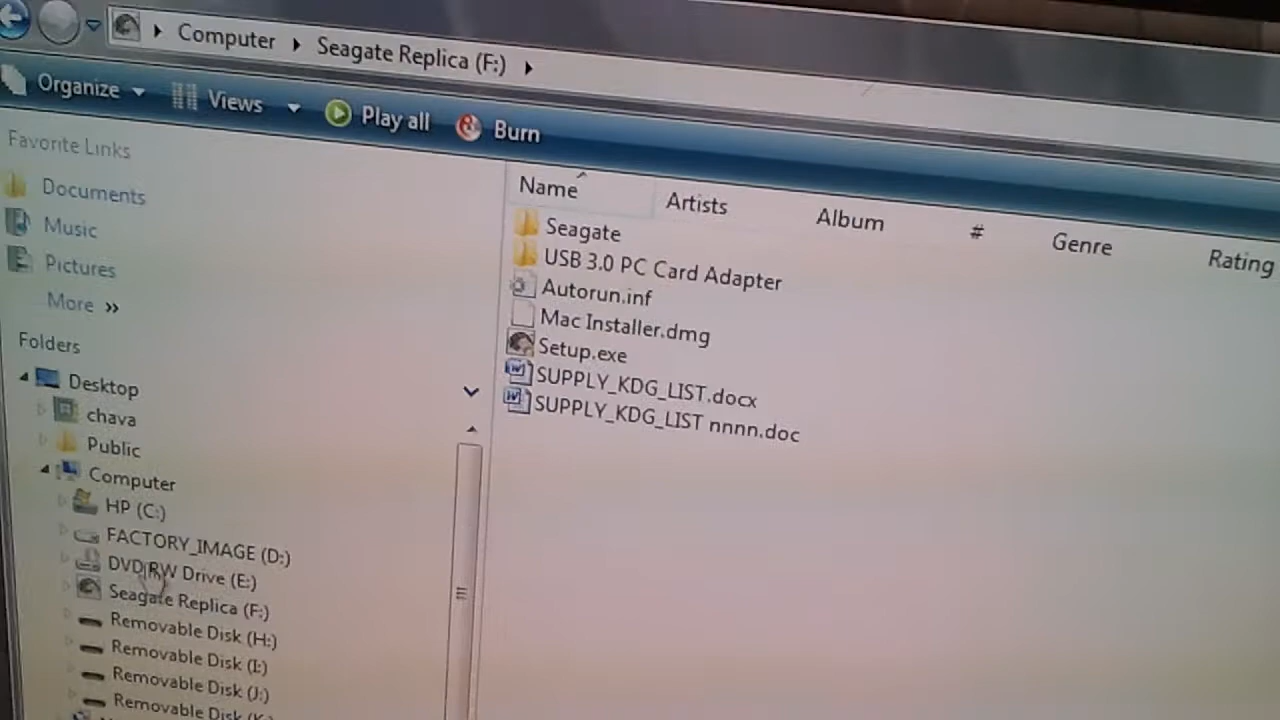 Computer
Seagate Replica (F:)
Organize
Views
Play all
Burn
Favorite Links
Documents
Music
Pictures
More »
Folders
Desktop
chava
Public
Computer
HP (C:)
FACTORY_IMAGE (D:)
DVD RW Drive (E:)
Seagate Replica (F:)
Removable Disk (H:)
Removable Disk (I:)
Removable Disk (J:)
Removable Disk
Name Artists Album # Genre Rating
Seagate
USB 3.0 PC Card Adapter
Autorun.inf
Mac Installer.dmg
Setup.exe
SUPPLY_KDG_LIST.docx
SUPPLY_KDG_LIST nnnn.doc